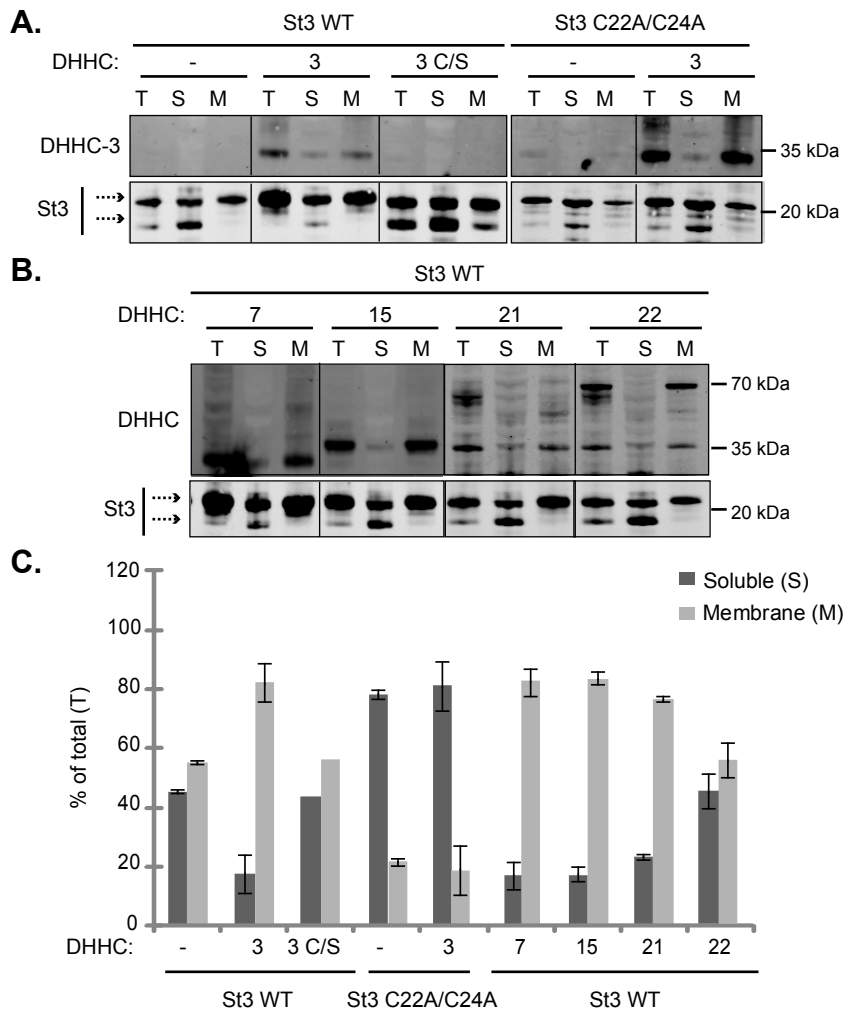 A.
St3 WT St3 C22A/C24A
DHHC: - 3 3 C/S - 3
T S M T S M T S M T S M T S M
DHHC-3 35 kDa
St3 20 kDa
B.
St3 WT
DHHC: 7 15 21 22
T S M T S M T S M T S M
70 kDa
DHHC
35 kDa
St3
20 kDa
C.
120
100
80
60
40
20
0
% of total (T)
Soluble (S)
Membrane (M)
DHHC: - 3 3 C/S - 3 7 15 21 22
St3 WT St3 C22A/C24A St3 WT